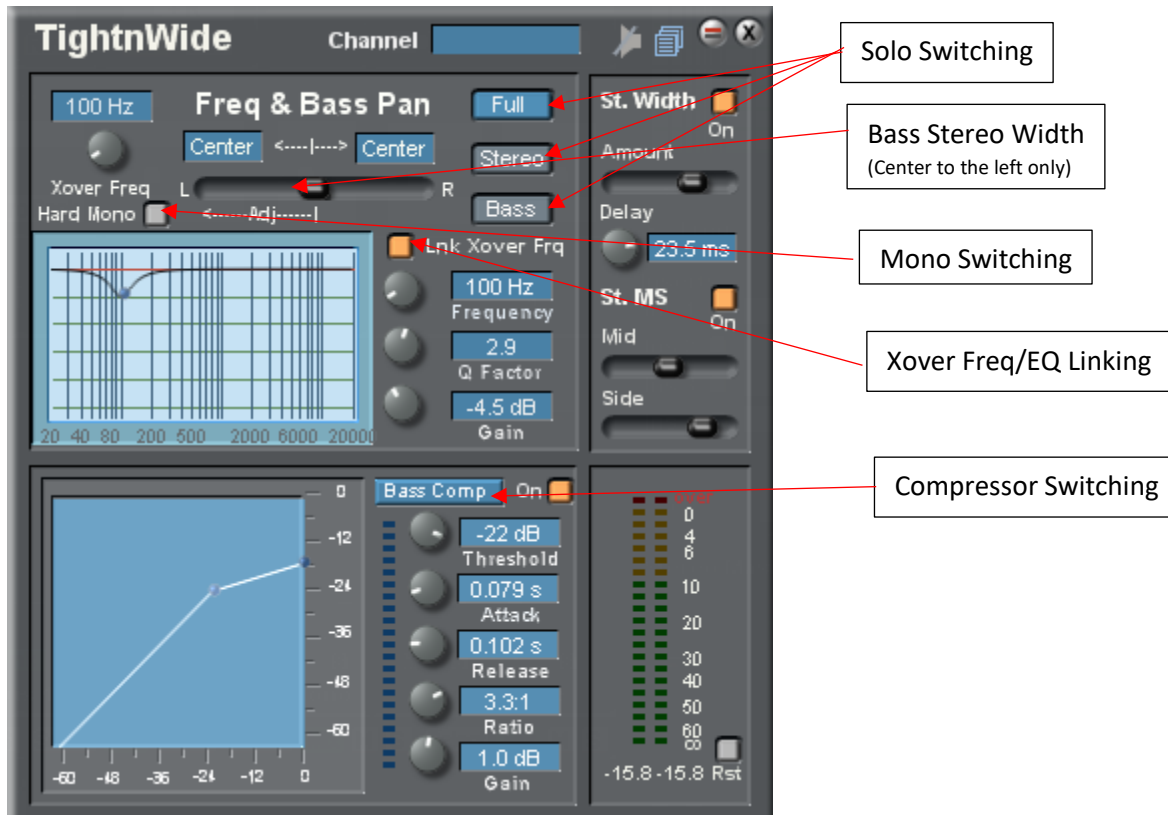 TightnWide
Channel
100 Hz
Freq & Bass Pan
Full
Center <----|----> Center
Stereo
Xover Freq
L
R
Bass
Hard Mono
<-----Adj------|
Lnk Xover Frq
100 Hz
Frequency
2.9
Q Factor
-4.5 dB
Gain
20 40 80 200 500 2000 6000 20000
St. Width
On
Amount
Delay
23.5 ms
St. MS
On
Mid
Side
0
-12
-24
-36
-48
-60
-60 -48 -36 -24 -12 0
Bass Comp
On
-22 dB
Threshold
0.079 s
Attack
0.102 s
Release
3.3:1
Ratio
1.0 dB
Gain
over
0
4
6
10
20
30
40
50
60
∞
-15.8 -15.8 Rst
Solo Switching
Bass Stereo Width
(Center to the left only)
Mono Switching
Xover Freq/EQ Linking
Compressor Switching